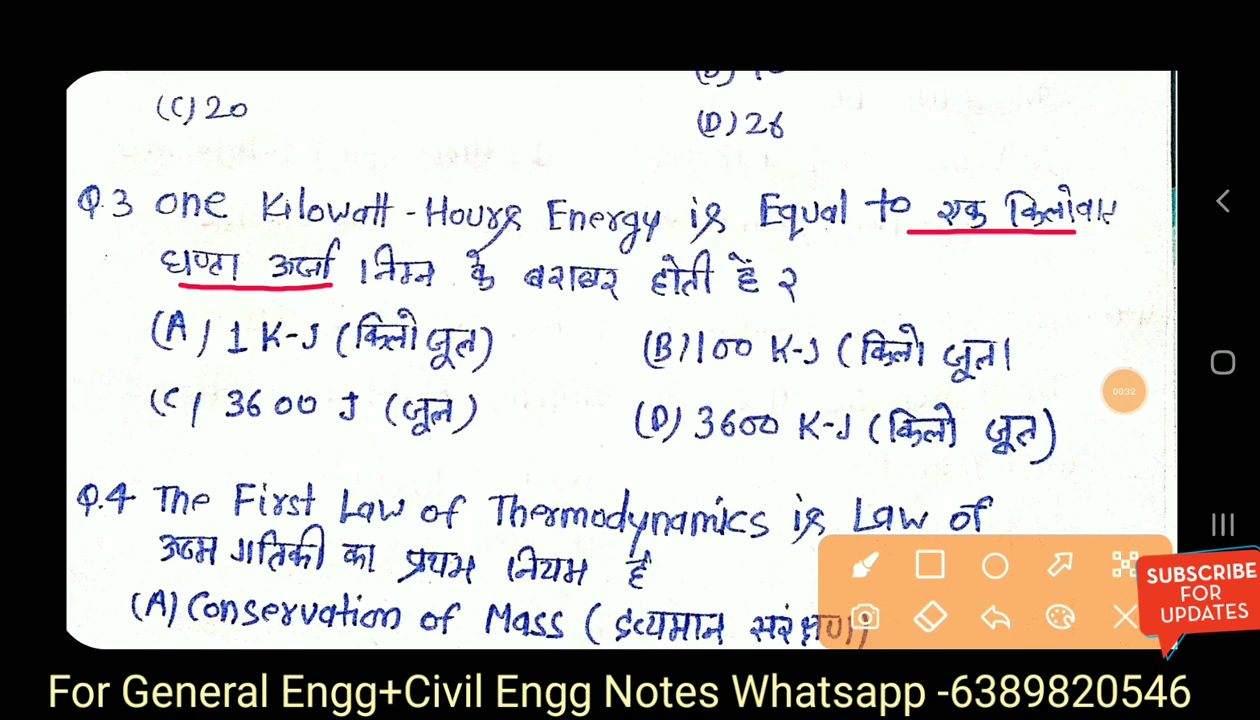 (C) 20
(D) 26
Q.3 one Kilowatt-Hours Energy is Equal to एक किलोवाट
घण्टा ऊर्जा निम्न के बराबर होती है ?
(A) 1 K-J (किलो जूल)
(B) 100 K-J (किलो जूल)
(C) 3600 J (जूल)
(D) 3600 K-J (किलो जूल)
00:32
Q.4 The First Law of Thermodynamics is Law of
ऊष्मा गतिकी का प्रथम नियम है
(A) Conservation of Mass (द्रव्यमान संरक्षण)
SUBSCRIBE
FOR
UPDATES
For General Engg+Civil Engg Notes Whatsapp -6389820546